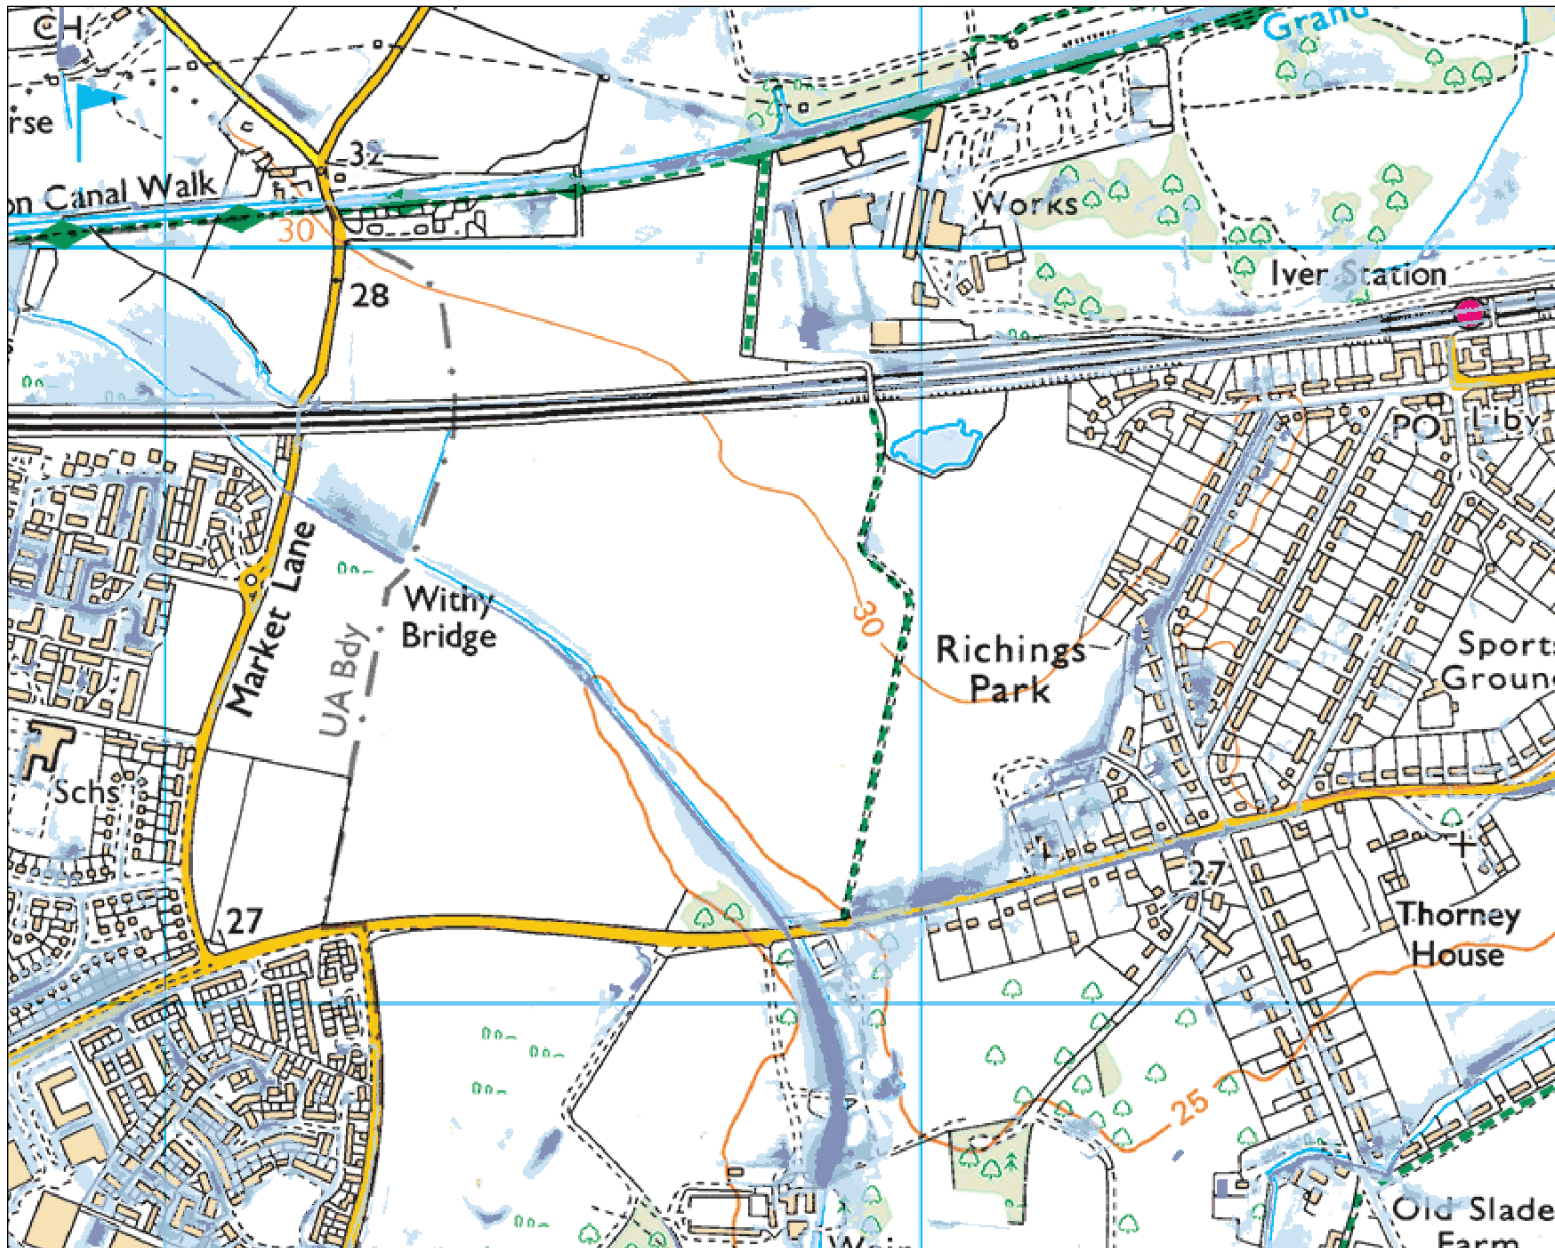 CH
Grand
rse
32
on Canal Walk
30
Works
Iver Station
28
PO
Liby
Market Lane
Withy
Bridge
30
UA Bdy
Richings
Park
Sports
Ground
Schs
27
27
Thorney
House
25
Old Slade
Farm
Weir